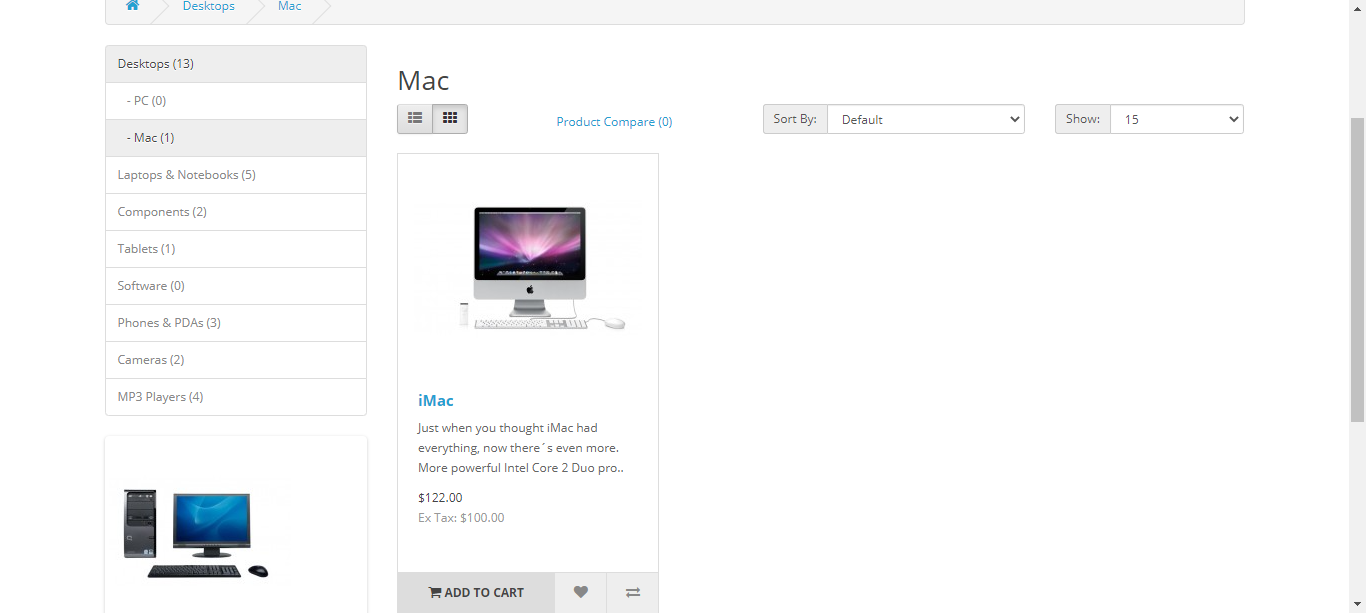 Desktops
Mac
Desktops (13)
- PC (0)
- Mac (1)
Laptops & Notebooks (5)
Components (2)
Tablets (1)
Software (0)
Phones & PDAs (3)
Cameras (2)
MP3 Players (4)
Mac
Product Compare (0)
Sort By:
Default
Show:
15
iMac
Just when you thought iMac had
everything, now there´s even more.
More powerful Intel Core 2 Duo pro..
$122.00
Ex Tax: $100.00
ADD TO CART